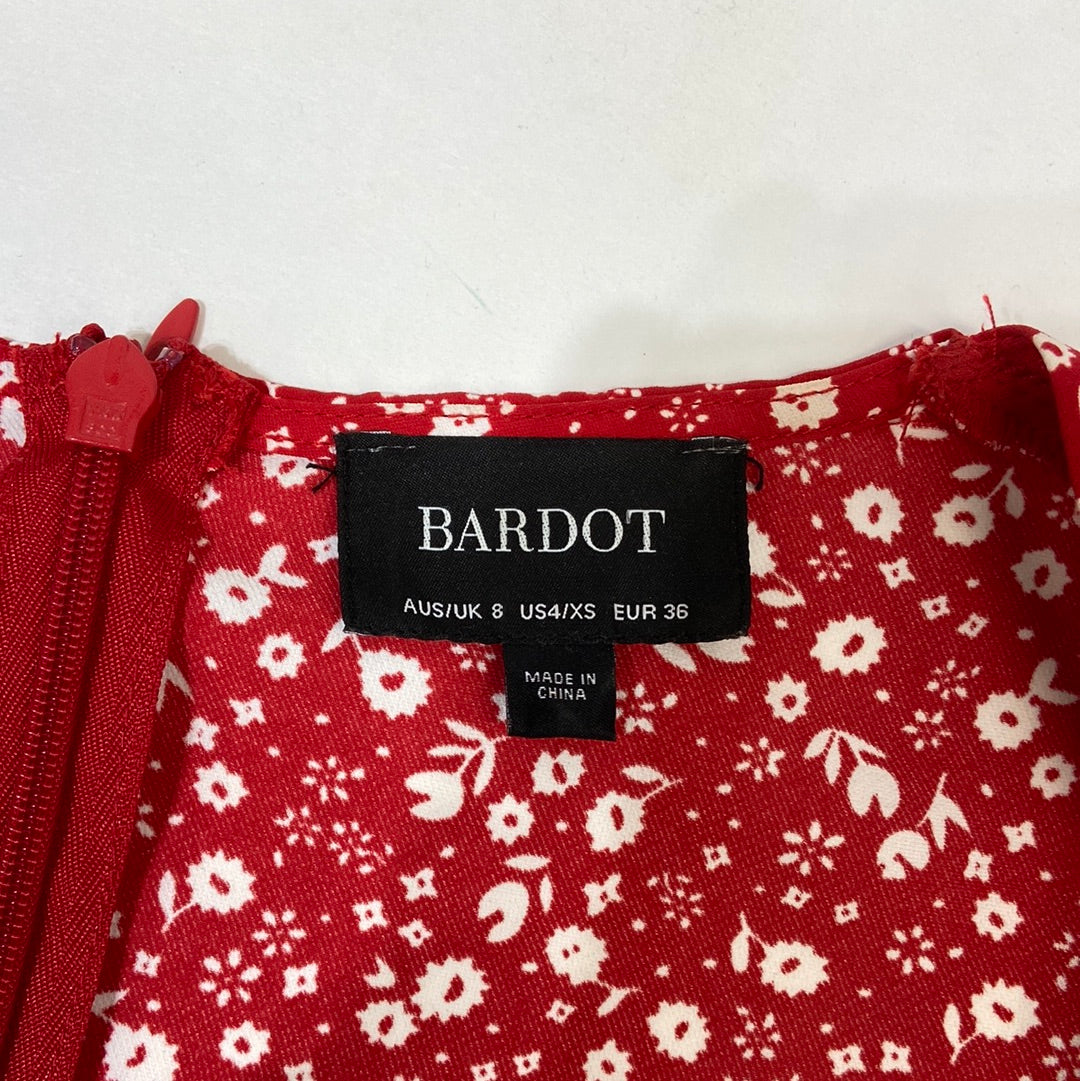 BARDOT
AUS/UK 8 US4/XS EUR 36
MADE IN
CHINA